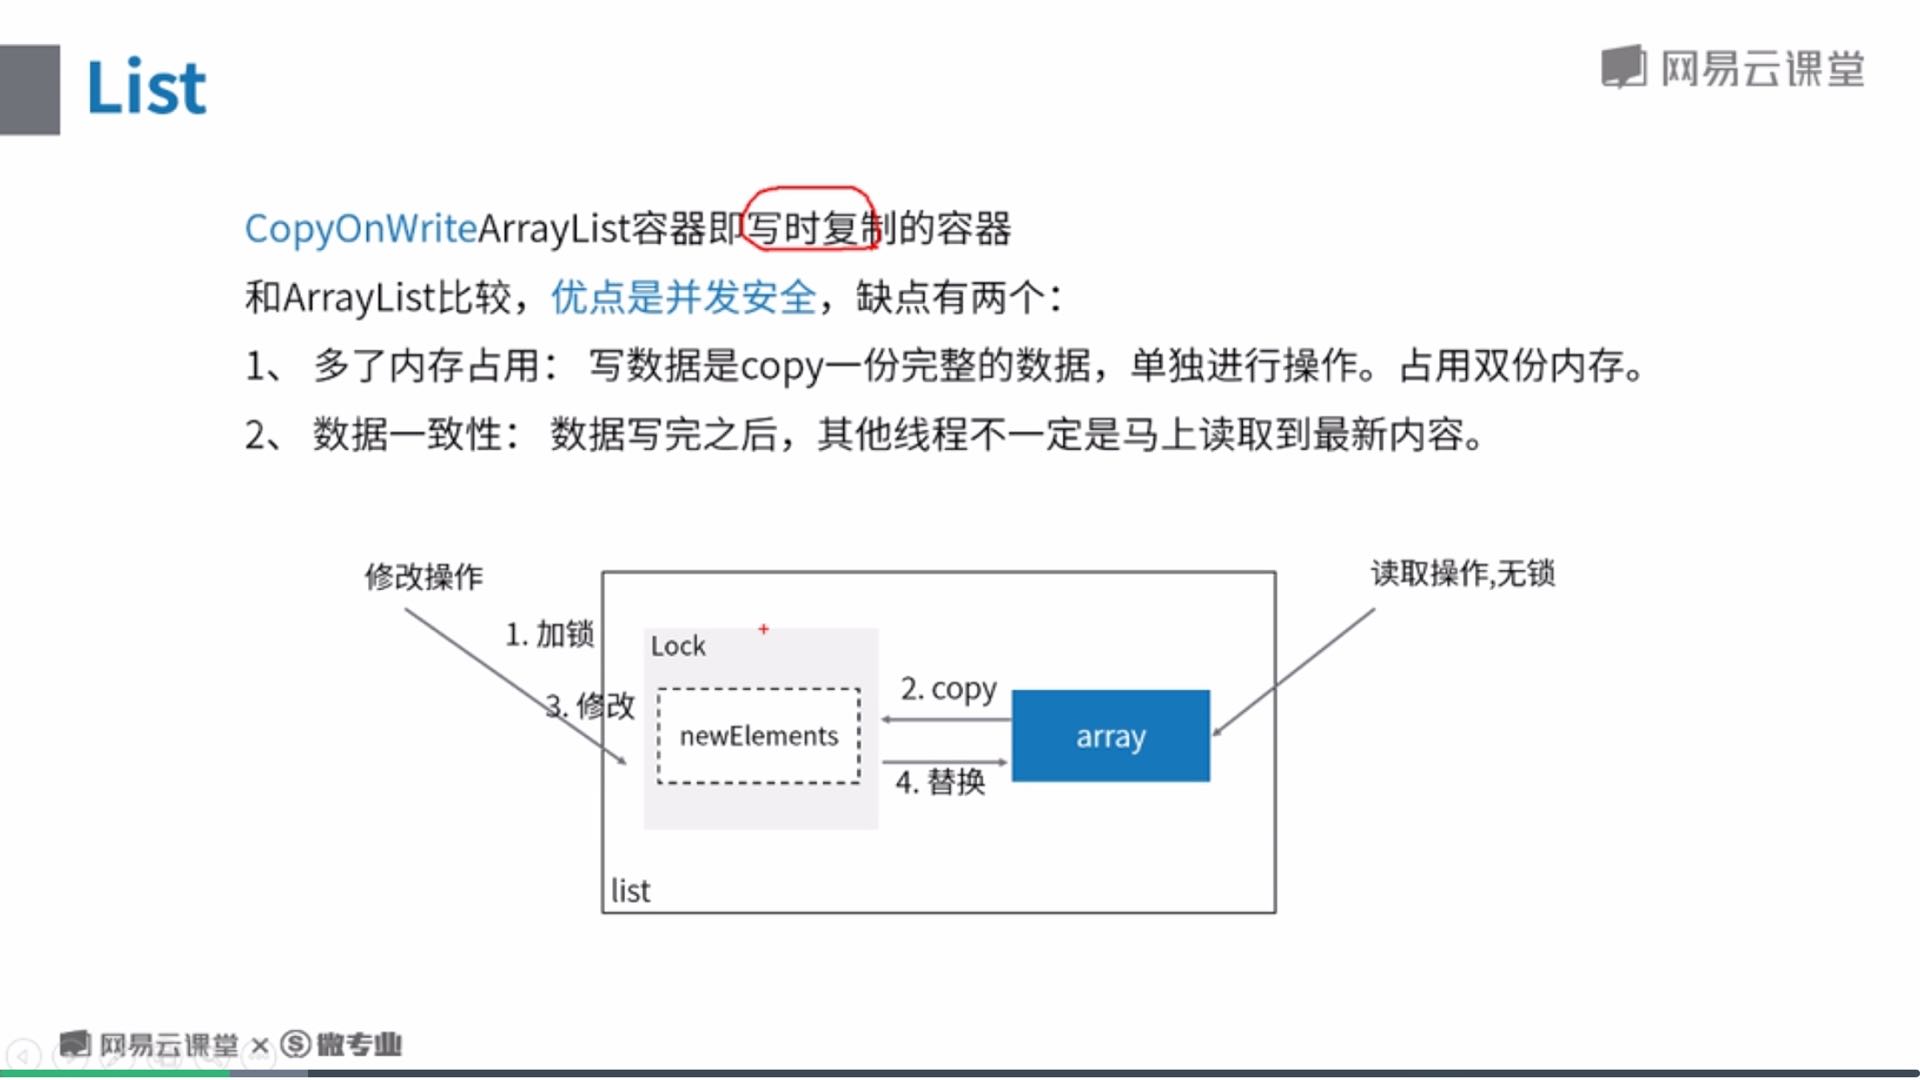 List
网易云课堂
CopyOnWriteArrayList容器即写时复制的容器
和ArrayList比较，优点是并发安全，缺点有两个：
1、 多了内存占用： 写数据是copy一份完整的数据，单独进行操作。占用双份内存。
2、 数据一致性： 数据写完之后，其他线程不一定是马上读取到最新内容。
修改操作
读取操作,无锁
1. 加锁
Lock
3. 修改
2. copy
newElements
array
4. 替换
list
网易云课堂 × 微专业